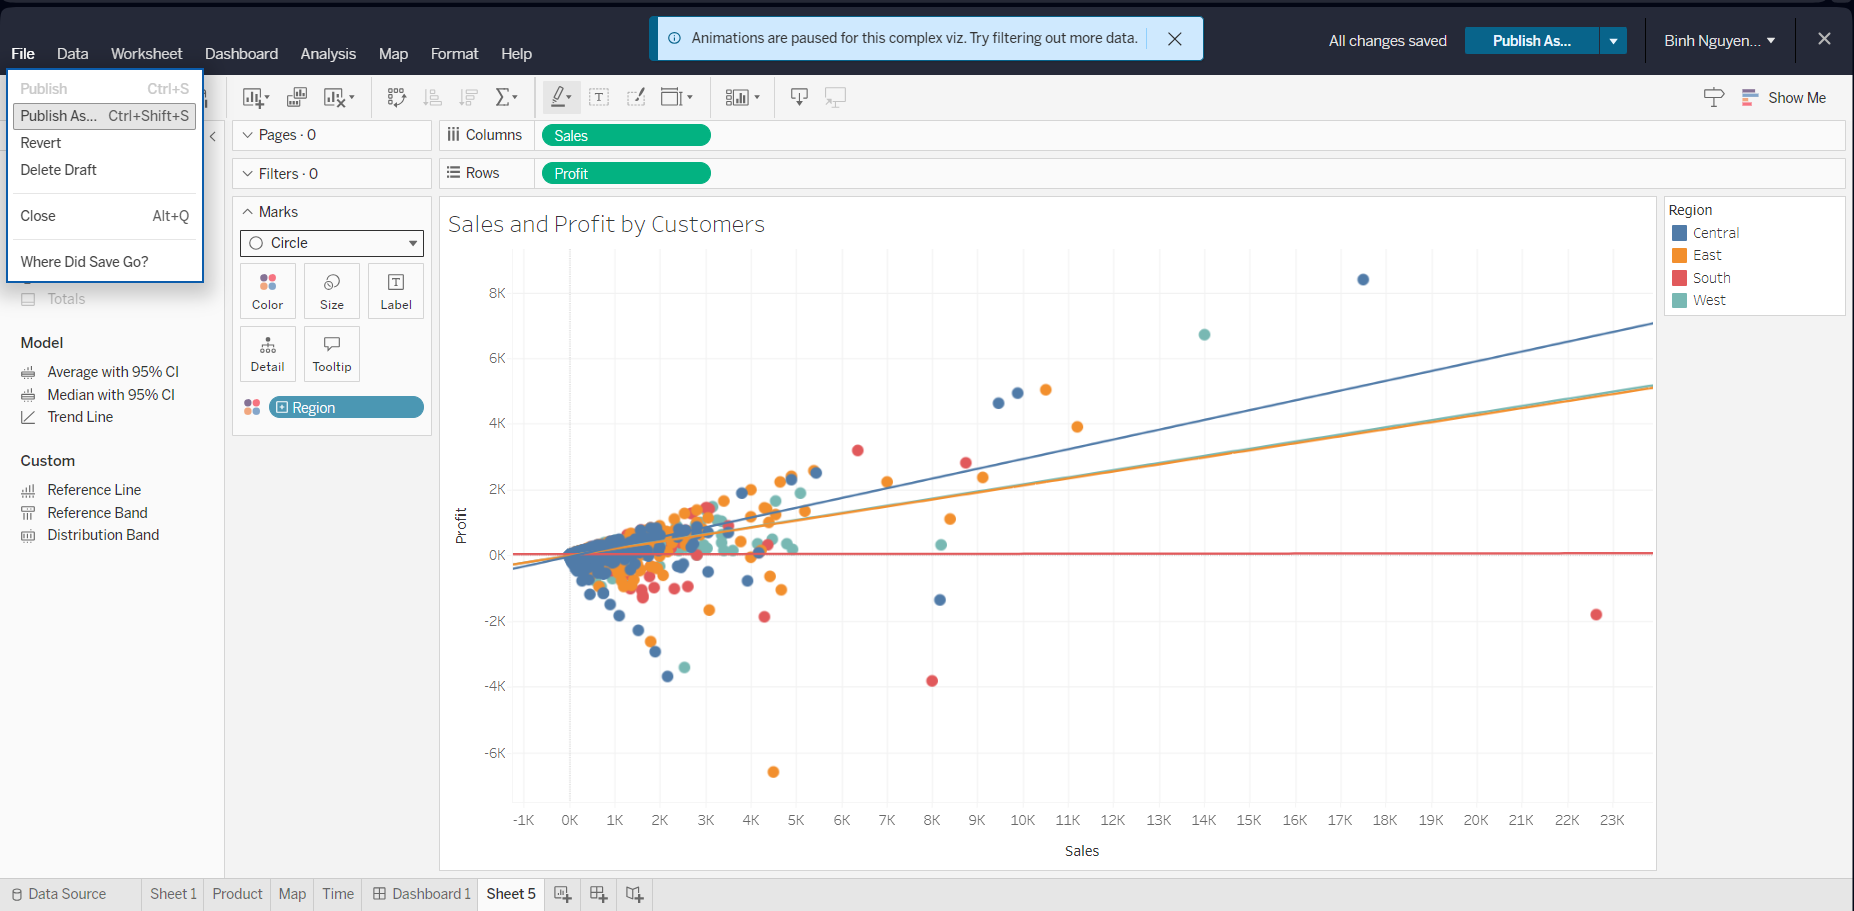 Animations are paused for this complex viz. Try filtering out more data.
All changes saved
Publish As...
Binh Nguyen...
File Data Worksheet Dashboard Analysis Map Format Help
Publish Ctrl+S
Publish As... Ctrl+Shift+S
Revert
Delete Draft
Close Alt+Q
Where Did Save Go?
Totals
Model
Average with 95% CI
Median with 95% CI
Trend Line
Custom
Reference Line
Reference Band
Distribution Band
Show Me
Pages · 0
Filters · 0
Marks
Circle
Color Size Label
Detail Tooltip
Region
Columns Sales
Rows Profit
Sales and Profit by Customers
8K
6K
4K
2K
0K
-2K
-4K
-6K
Profit
-1K 0K 1K 2K 3K 4K 5K 6K 7K 8K 9K 10K 11K 12K 13K 14K 15K 16K 17K 18K 19K 20K 21K 22K 23K
Sales
Region
Central
East
South
West
Data Source Sheet 1 Product Map Time Dashboard 1 Sheet 5